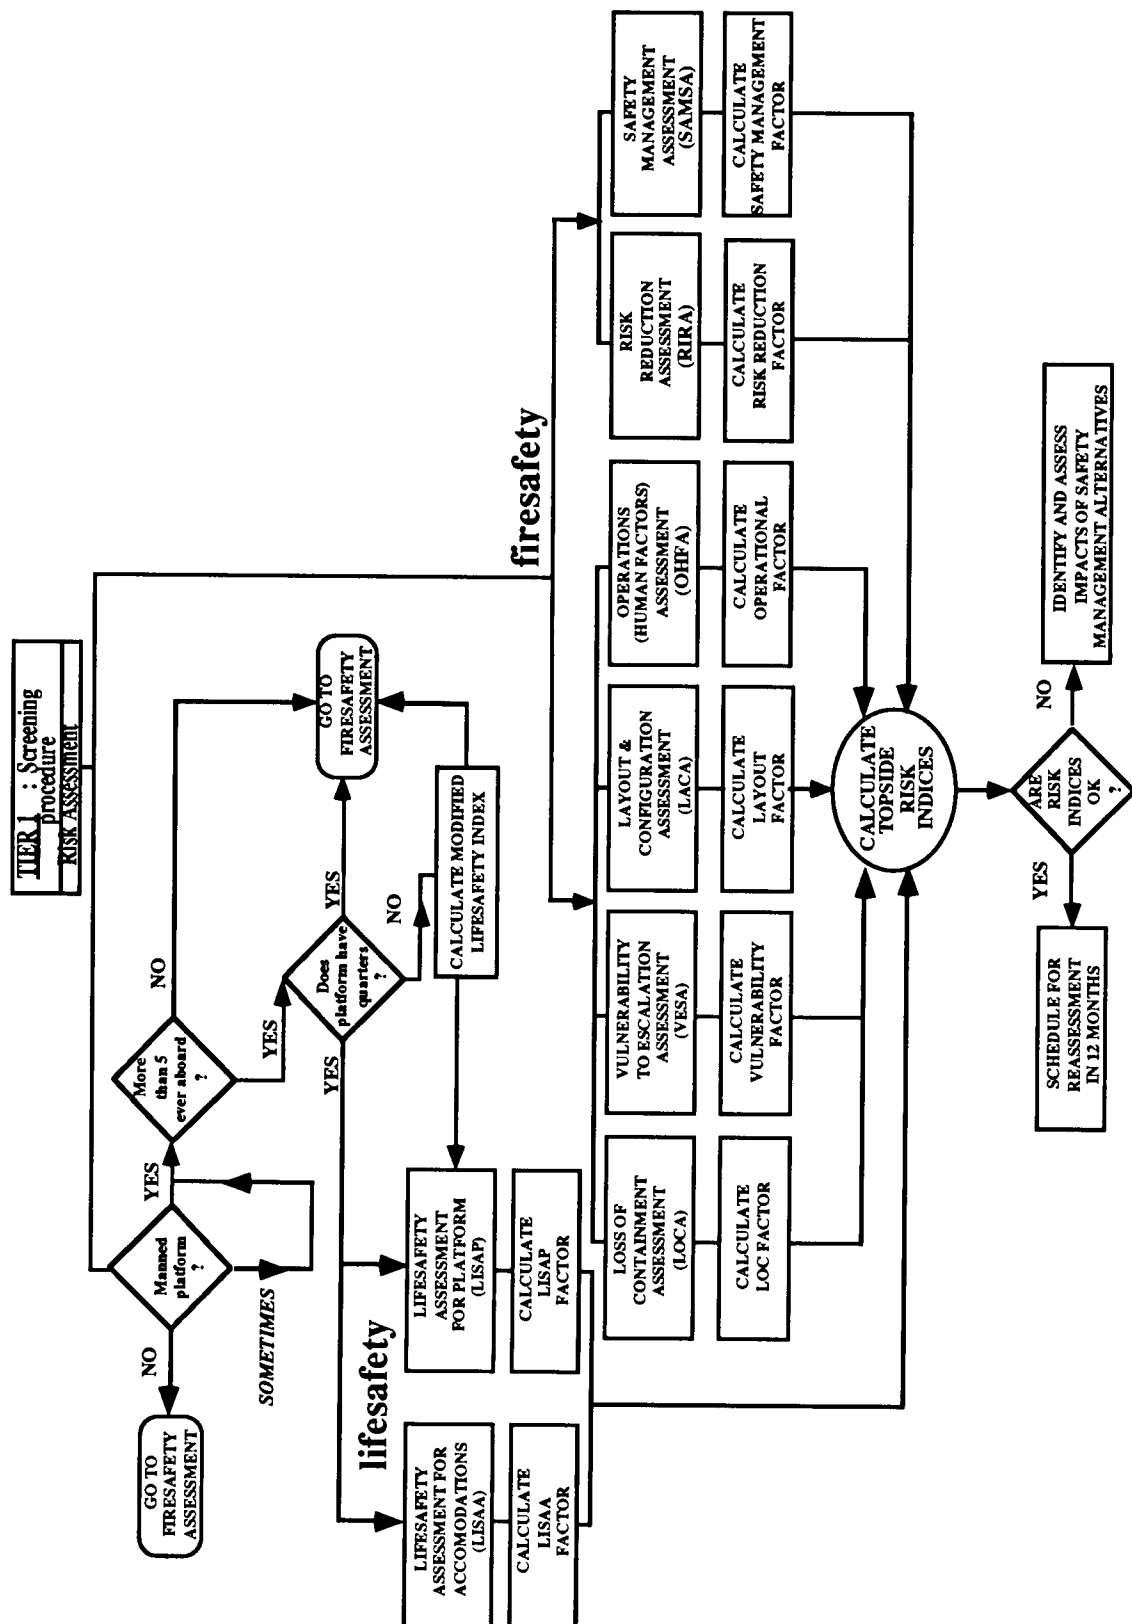 TIER 1 : Screening
procedure
Risk Assessment
GO TO
FIRESAFETY
ASSESSMENT
NO
Manned
platform
?
SOMETIMES
YES
More
than 5
ever aboard
?
NO
YES
Does
platform have
quarters
?
YES
YES
NO
GO TO
FIRESAFETY
ASSESSMENT
CALCULATE MODIFIED
LIFESAFETY INDEX
lifesafety
firesafety
LIFESAFETY
ASSESSMENT FOR
ACCOMODATIONS
(LISAA)
CALCULATE
LISAA
FACTOR
LIFESAFETY
ASSESSMENT
FOR PLATFORM
(LISAP)
CALCULATE
LISAP
FACTOR
LOSS OF
CONTAINMENT
ASSESSMENT
(LOCA)
CALCULATE
LOC FACTOR
VULNERABILITY
TO ESCALATION
ASSESSMENT
(VESA)
CALCULATE
VULNERABILITY
FACTOR
LAYOUT &
CONFIGURATION
ASSESSMENT
(LACA)
CALCULATE
LAYOUT
FACTOR
OPERATIONS
(HUMAN FACTORS)
ASSESSMENT
(OHFA)
CALCULATE
OPERATIONAL
FACTOR
RISK
REDUCTION
ASSESSMENT
(RIRA)
CALCULATE
RISK REDUCTION
FACTOR
SAFETY
MANAGEMENT
ASSESSMENT
(SAMSA)
CALCULATE
SAFETY MANAGEMENT
FACTOR
CALCULATE
TOPSIDE
RISK
INDICES
ARE
RISK
INDICES
OK
?
YES
NO
SCHEDULE FOR
REASSESSMENT
IN 12 MONTHS
IDENTIFY AND ASSESS
IMPACTS OF SAFETY
MANAGEMENT ALTERNATIVES